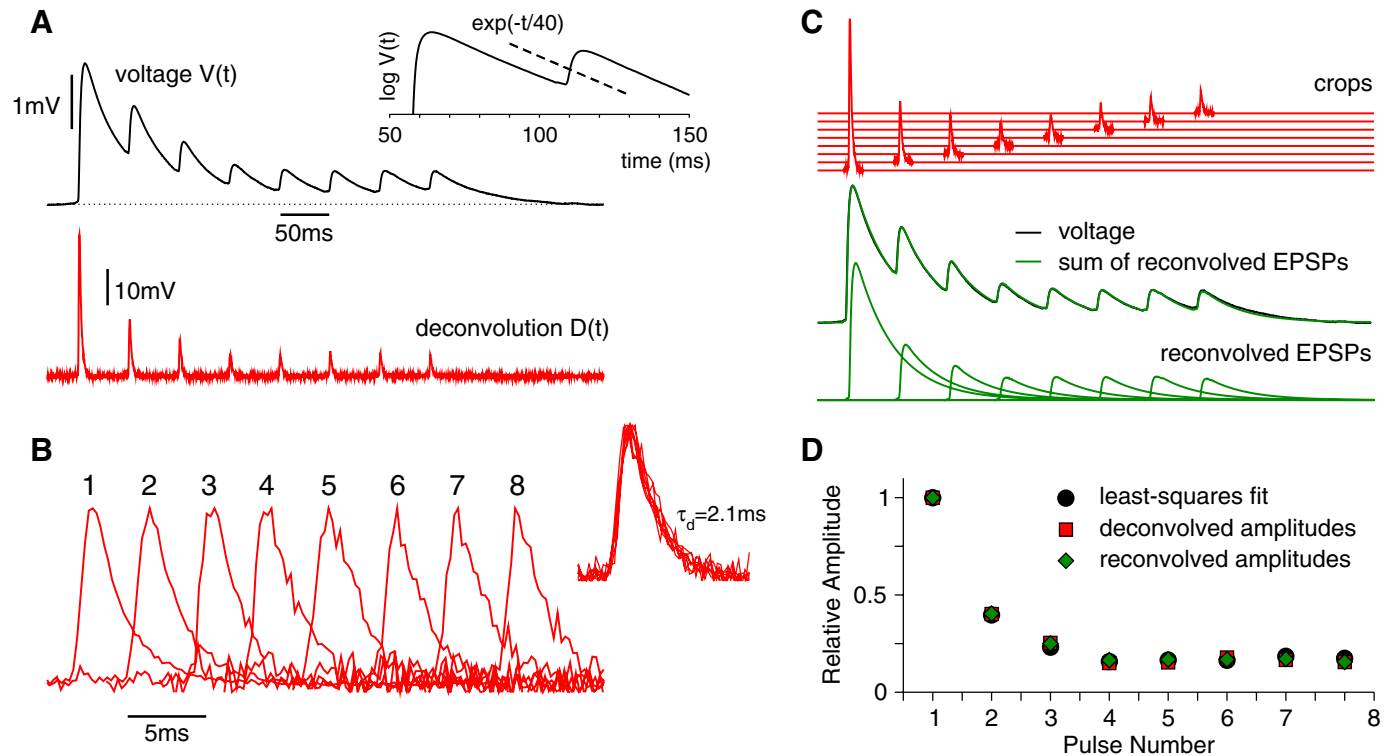 A
voltage V(t)
1mV
50ms
exp(-t/40)
log V(t)
50
100
150
time (ms)
10mV
deconvolution D(t)
B
1 2 3 4 5 6 7 8
5ms
τd=2.1ms
C
crops
voltage
sum of reconvolved EPSPs
reconvolved EPSPs
D
Relative Amplitude
1
0.5
0
least-squares fit
deconvolved amplitudes
reconvolved amplitudes
1 2 3 4 5 6 7 8
Pulse Number